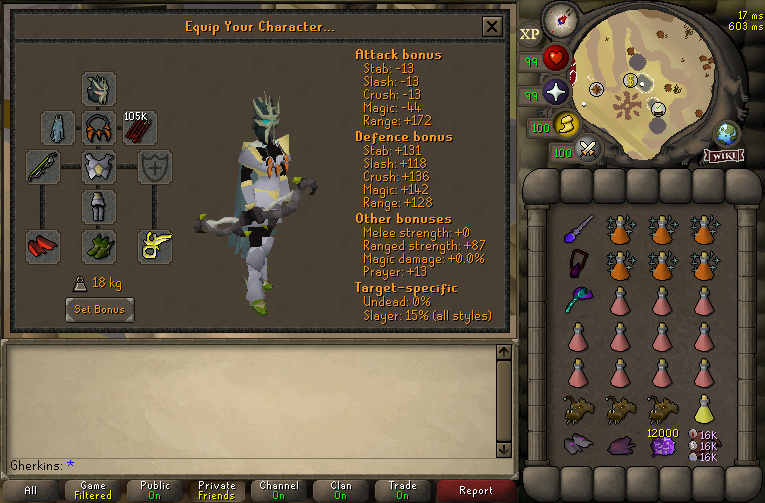 Equip Your Character...
17 ms
603 ms
XP
99
99
100
100
WIKI
105K
Attack bonus
Stab: -13
Slash: -13
Crush: -13
Magic: -44
Range: +172
Defence bonus
Stab: +131
Slash: +118
Crush: +136
Magic: +142
Range: +128
Other bonuses
Melee strength: +0
Ranged strength: +87
Magic damage: +0.0%
Prayer: +13
Target-specific
Undead: 0%
Slayer: 15% (all styles)
18 kg
Set Bonus
12000
16K
16K
16K
Gherkins: *
All
Game
Filtered
Public
On
Private
Friends
Channel
On
Clan
On
Trade
On
Report